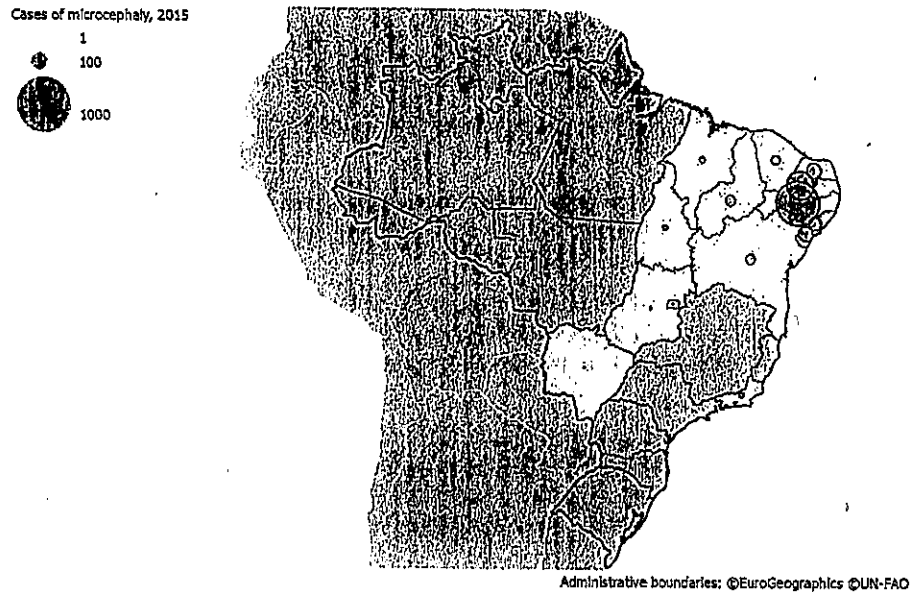 Cases of microcephaly, 2015
1
100
1000
Administrative boundaries: ©EuroGeographics ©UN-FAO